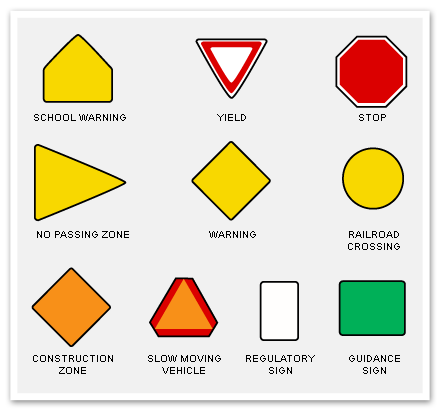 SCHOOL WARNING
YIELD
STOP
NO PASSING ZONE
WARNING
RAILROAD
CROSSING
CONSTRUCTION
ZONE
SLOW MOVING
VEHICLE
REGULATORY
SIGN
GUIDANCE
SIGN